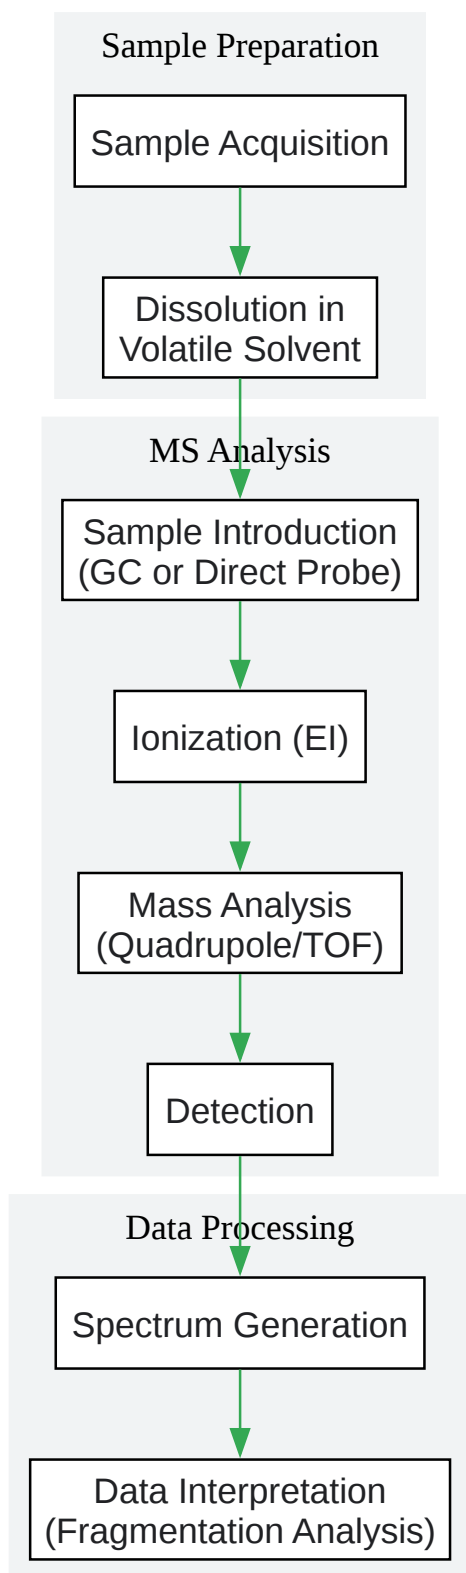 Sample Preparation
Sample Acquisition
Dissolution in
Volatile Solvent
MS Analysis
Sample Introduction
(GC or Direct Probe)
Ionization (EI)
Mass Analysis
(Quadrupole/TOF)
Detection
Data Processing
Spectrum Generation
Data Interpretation
(Fragmentation Analysis)